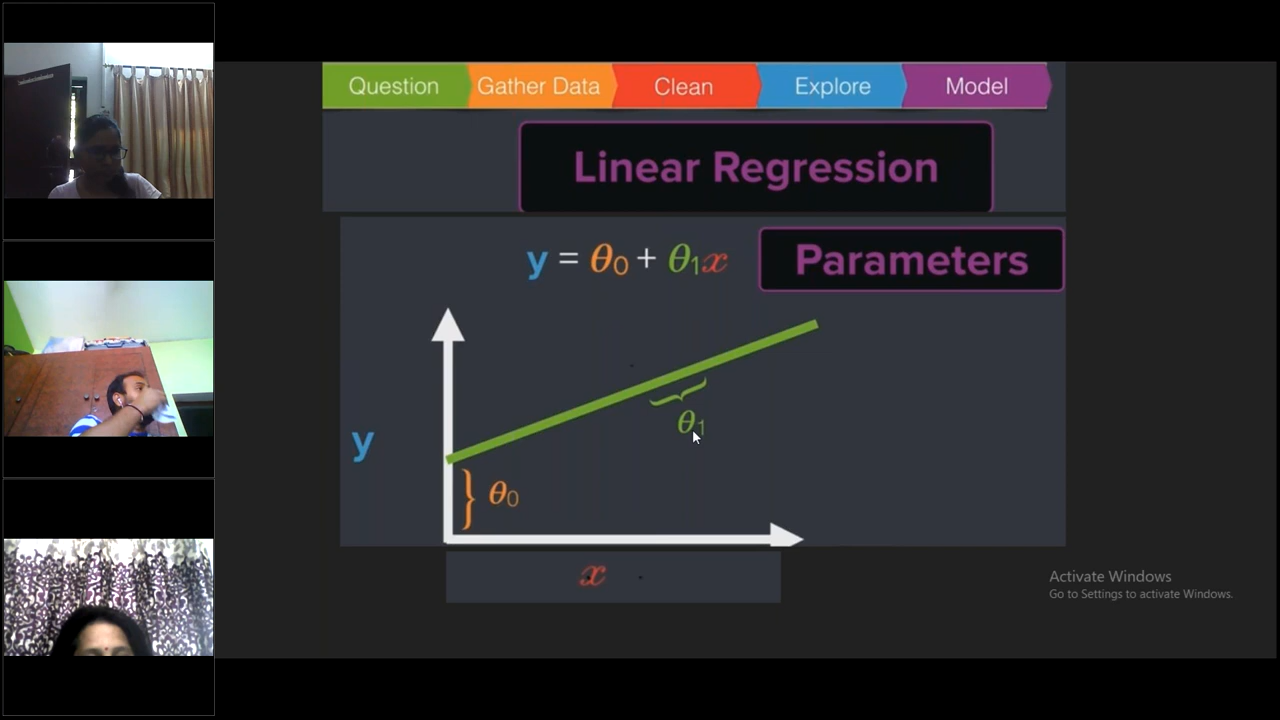 Question Gather Data Clean Explore Model
Linear Regression
y = θ₀ + θ₁x
Parameters
θ₁
y
θ₀
x
Activate Windows
Go to Settings to activate Windows.